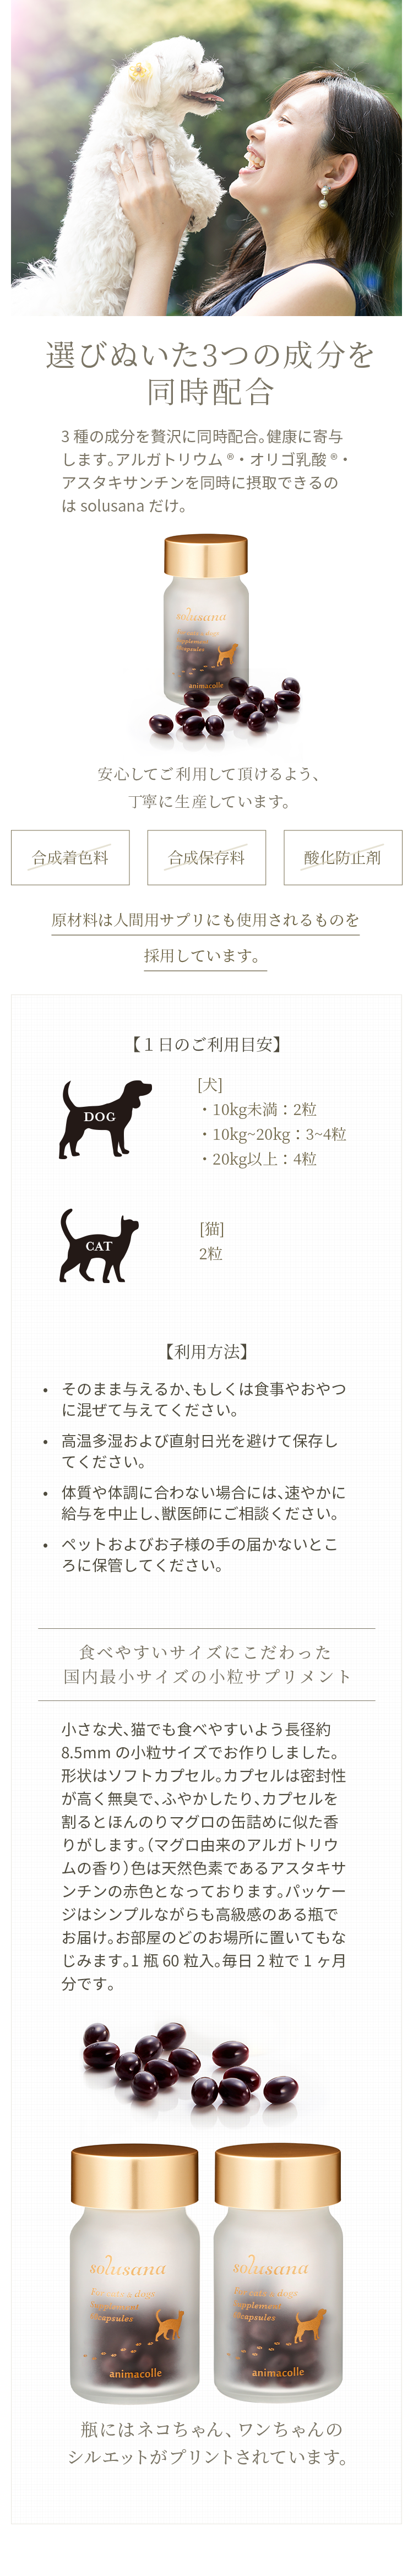 選びぬいた3つの成分を
同時配合
3 種の成分を贅沢に同時配合。健康に寄与
します。アルガトリウム ®・オリゴ乳酸 ®・
アスタキサンチンを同時に摂取できるの
は solusana だけ。
solusana
For cats & dogs
supplement
capsules
animacolle
安心してご利用して頂けるよう、
丁寧に生産しています。
合成着色料
合成保存料
酸化防止剤
原材料は人間用サプリにも使用されるものを
採用しています。
【１日のご利用目安】
DOG
[犬]
・10kg未満：2粒
・10kg~20kg：3~4粒
・20kg以上：4粒
CAT
[猫]
2粒
【利用方法】
• そのまま与えるか、もしくは食事やおやつ
に混ぜて与えてください。
• 高温多湿および直射日光を避けて保存し
てください。
• 体質や体調に合わない場合には、速やかに
給与を中止し、獣医師にご相談ください。
• ペットおよびお子様の手の届かないとこ
ろに保管してください。
食べやすいサイズにこだわった
国内最小サイズの小粒サプリメント
小さな犬、猫でも食べやすいよう長径約
8.5mm の小粒サイズでお作りしました。
形状はソフトカプセル。カプセルは密封性
が高く無臭で、ふやかしたり、カプセルを
割るとほんのりマグロの缶詰めに似た香
りがします。（マグロ由来のアルガトリウ
ムの香り）色は天然色素であるアスタキサ
ンチンの赤色となっております。パッケー
ジはシンプルながらも高級感のある瓶で
お届け。お部屋のどのお場所に置いてもな
じみます。1 瓶 60 粒入。毎日 2 粒で 1 ヶ月
分です。
solusana
For cats & dogs
supplement
capsules
animacolle
solusana
For cats & dogs
supplement
capsules
animacolle
瓶にはネコちゃん、ワンちゃんの
シルエットがプリントされています。